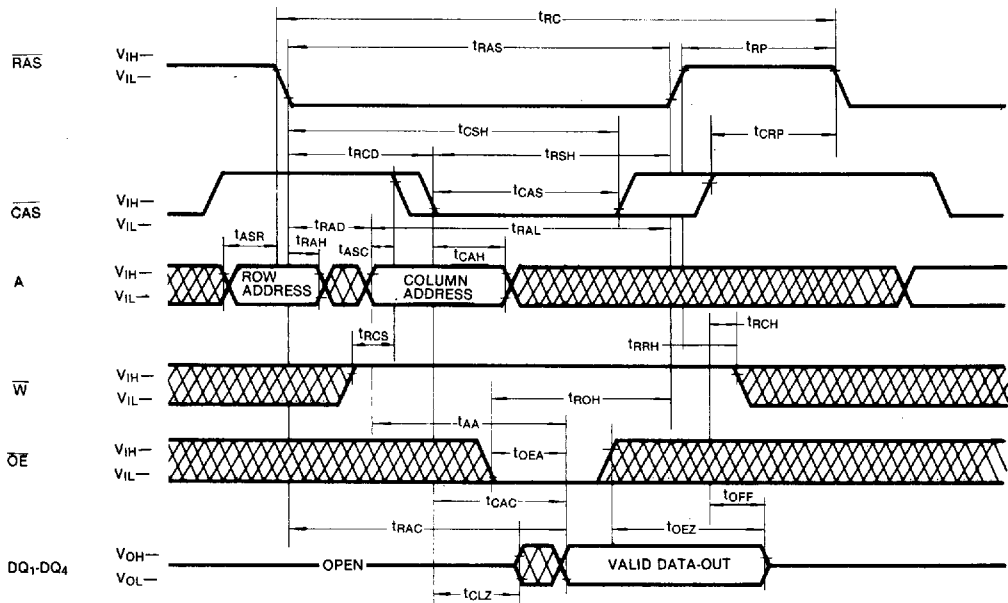 tRC
tRAS tRP
RAS VIH VIL
tCSH tCRP
tRCD tRSH
CAS VIH VIL
tCAS
tRAD tRAL
tASR tRAH tASC tCAH
A VIH VIL
ROW ADDRESS
COLUMN ADDRESS
tRCS tRCH
tRRH
W VIH VIL
tROH
tAA
OE VIH VIL
tOEA
tCAC tOFF
tRAC tOEZ
DQ1-DQ4 VOH VOL
OPEN VALID DATA-OUT
tCLZ